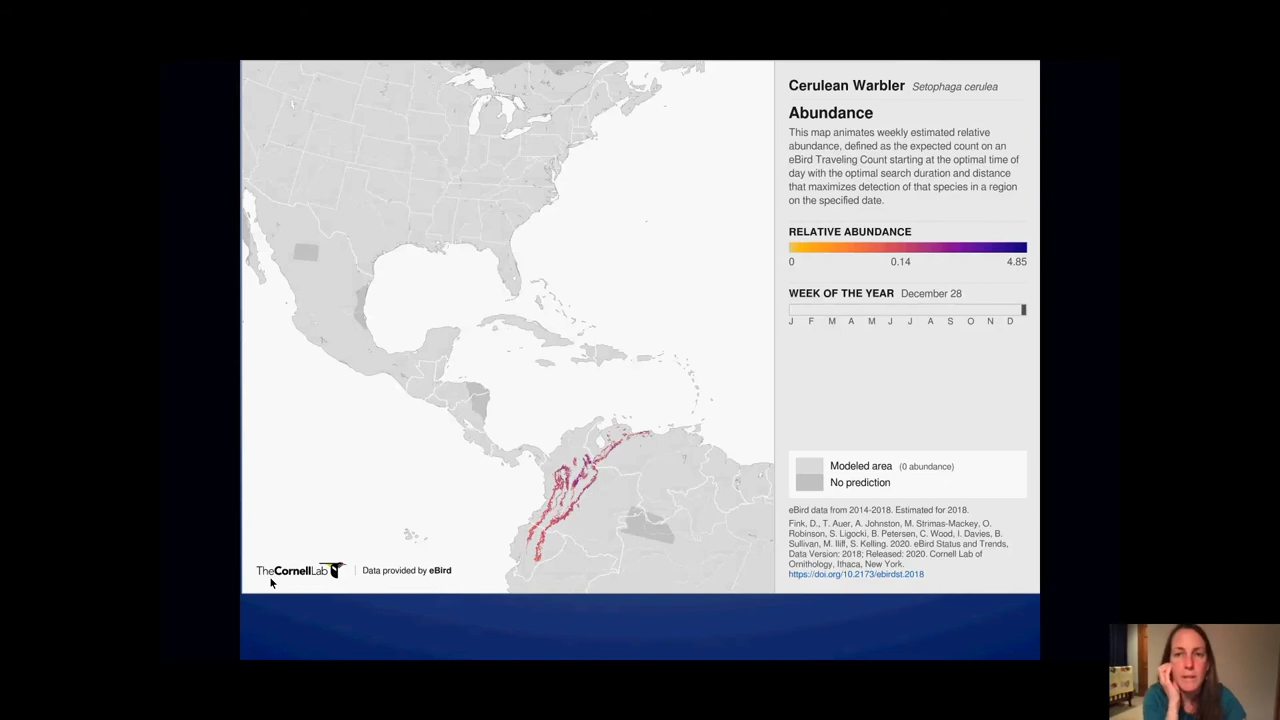 Cerulean Warbler Setophaga cerulea
Abundance
This map animates weekly estimated relative
abundance, defined as the expected count on an
eBird Traveling Count starting at the optimal time of
day with the optimal search duration and distance
that maximizes detection of that species in a region
on the specified date.
RELATIVE ABUNDANCE
0 0.14 4.85
WEEK OF THE YEAR December 28
J F M A M J J A S O N D
Modeled area (0 abundance)
No prediction
eBird data from 2014-2018. Estimated for 2018.
Fink, D., T. Auer, A. Johnston, M. Strimas-Mackey, O.
Robinson, S. Ligocki, B. Petersen, C. Wood, I. Davies, B.
Sullivan, M. Iliff, S. Kelling. 2020. eBird Status and Trends,
Data Version: 2018; Released: 2020. Cornell Lab of
Ornithology, Ithaca, New York.
https://doi.org/10.2173/ebirdst.2018
TheCornellLab Data provided by eBird